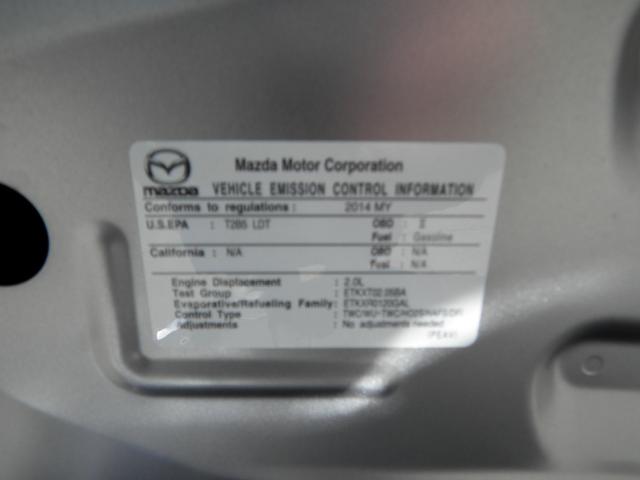 Mazda Motor Corporation
mazda VEHICLE EMISSION CONTROL INFORMATION
Conforms to regulations : 2014 MY
U.S.EPA : T2B5 LDT OBD : II
Fuel : Gasoline
California : N/A OBD : N/A
Fuel : N/A
Engine Displacement : 2.0L
Test Group :
Evaporative/Refueling Family:
Control Type :
Adjustments : No adjustments needed